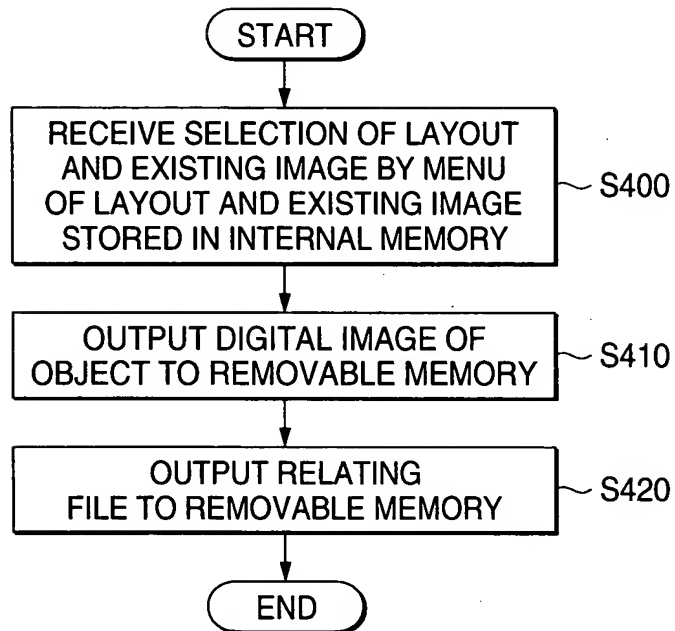 START
RECEIVE SELECTION OF LAYOUT
AND EXISTING IMAGE BY MENU
OF LAYOUT AND EXISTING IMAGE
STORED IN INTERNAL MEMORY
S400
OUTPUT DIGITAL IMAGE OF
OBJECT TO REMOVABLE MEMORY
S410
OUTPUT RELATING
FILE TO REMOVABLE MEMORY
S420
END